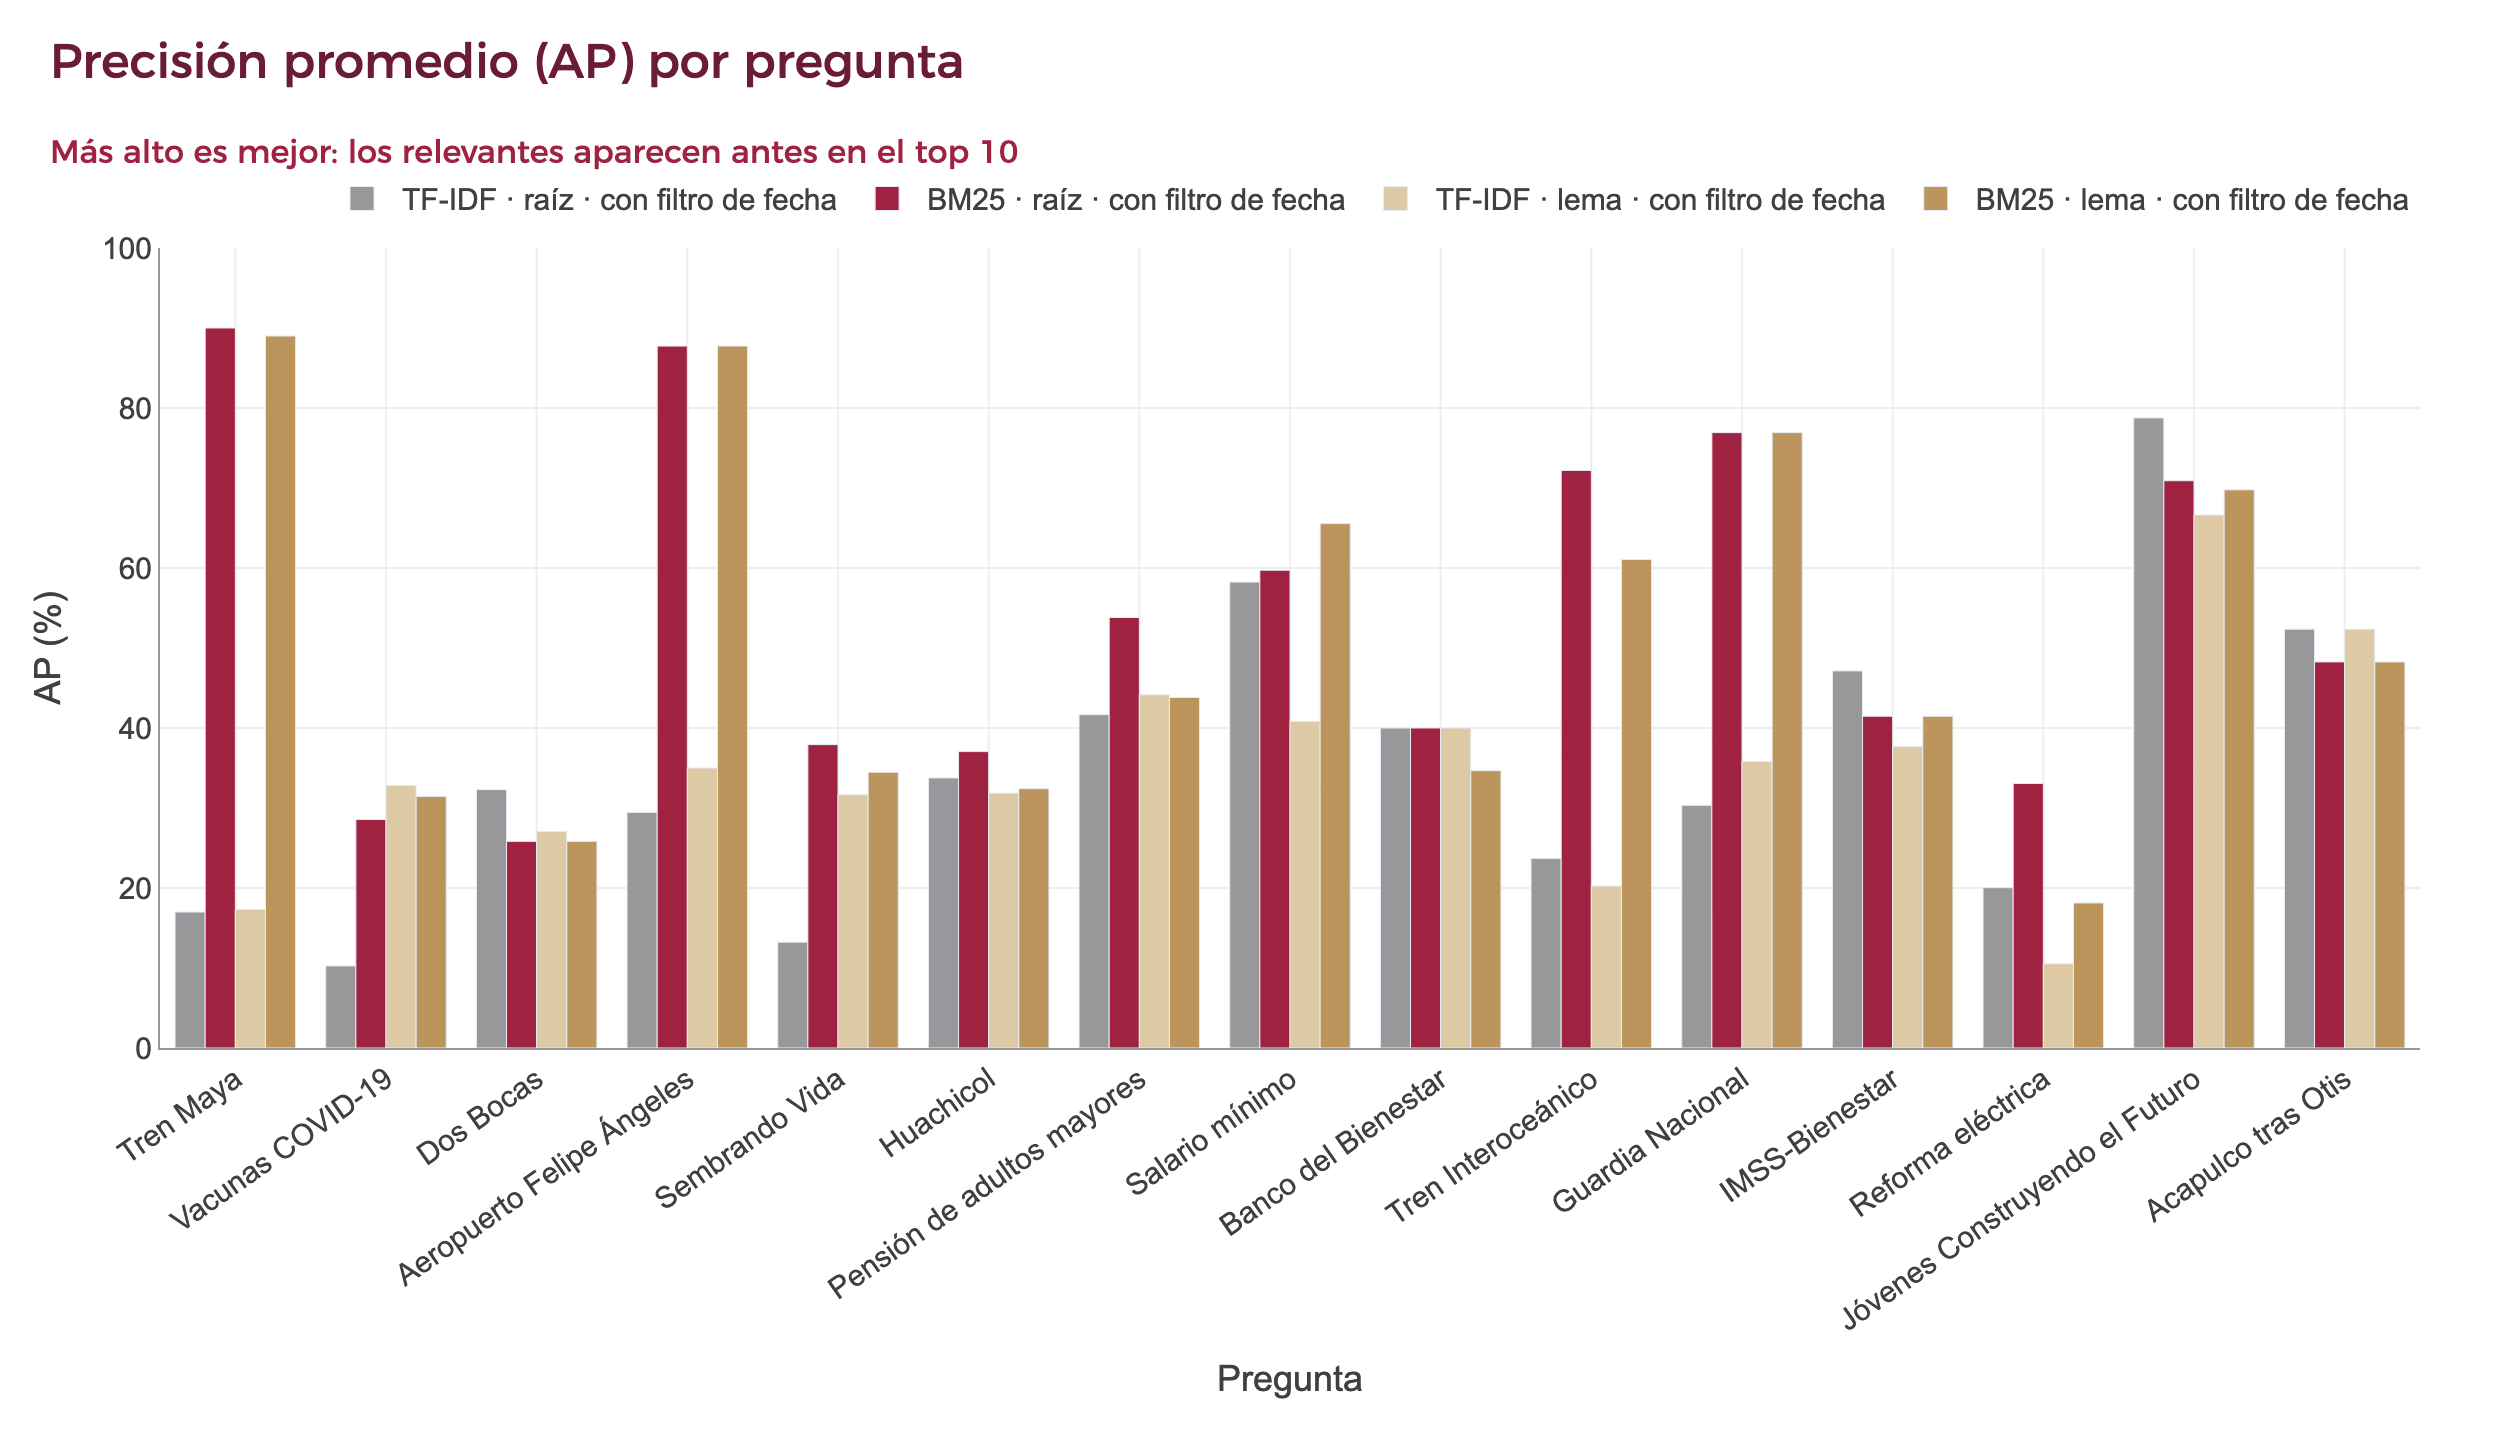 Precisión promedio (AP) por pregunta
Más alto es mejor: los relevantes aparecen antes en el top 10
TF-IDF · raíz · con filtro de fecha BM25 · raíz · con filtro de fecha TF-IDF · lema · con filtro de fecha BM25 · lema · con filtro de fecha
100
80
60
40
20
0
AP (%)
Tren Maya
Vacunas COVID-19
Dos Bocas
Aeropuerto Felipe Ángeles
Sembrando Vida
Huachicol
Pensión de adultos mayores
Salario mínimo
Banco del Bienestar
Tren Interoceánico
Guardia Nacional
IMSS-Bienestar
Reforma eléctrica
Jóvenes Construyendo el Futuro
Acapulco tras Otis
Pregunta